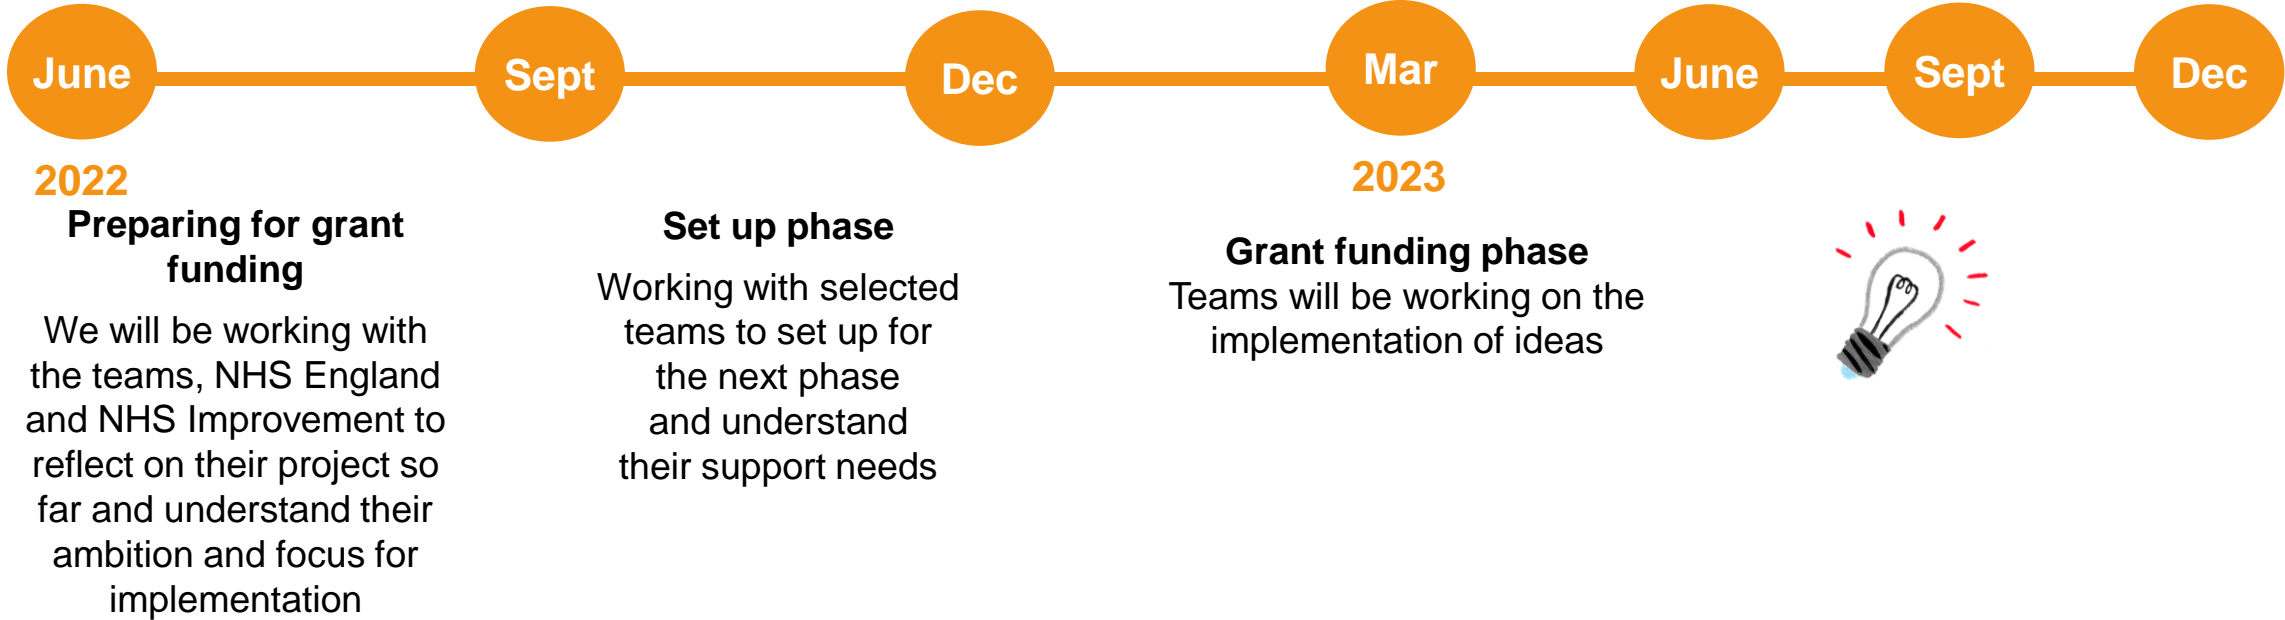 June
Sept
Dec
Mar
June
Sept
Dec
2022
Preparing for grant
funding
We will be working with
the teams, NHS England
and NHS Improvement to
reflect on their project so
far and understand their
ambition and focus for
implementation
Set up phase
Working with selected
teams to set up for
the next phase
and understand
their support needs
2023
Grant funding phase
Teams will be working on the
implementation of ideas